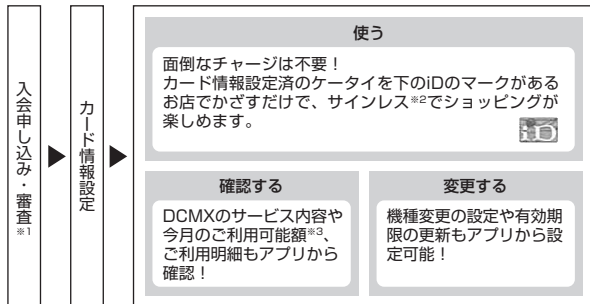 入会申し込み・審査※1
カード情報設定
使う
面倒なチャージは不要！
カード情報設定済のケータイを下のiDのマークがある
お店でかざすだけで、サインレス※2でショッピングが
楽しめます。
iD
確認する
DCMXのサービス内容や
今月のご利用可能額※3、
ご利用明細もアプリから
確認！
変更する
機種変更の設定や有効期
限の更新もアプリから設
定可能！